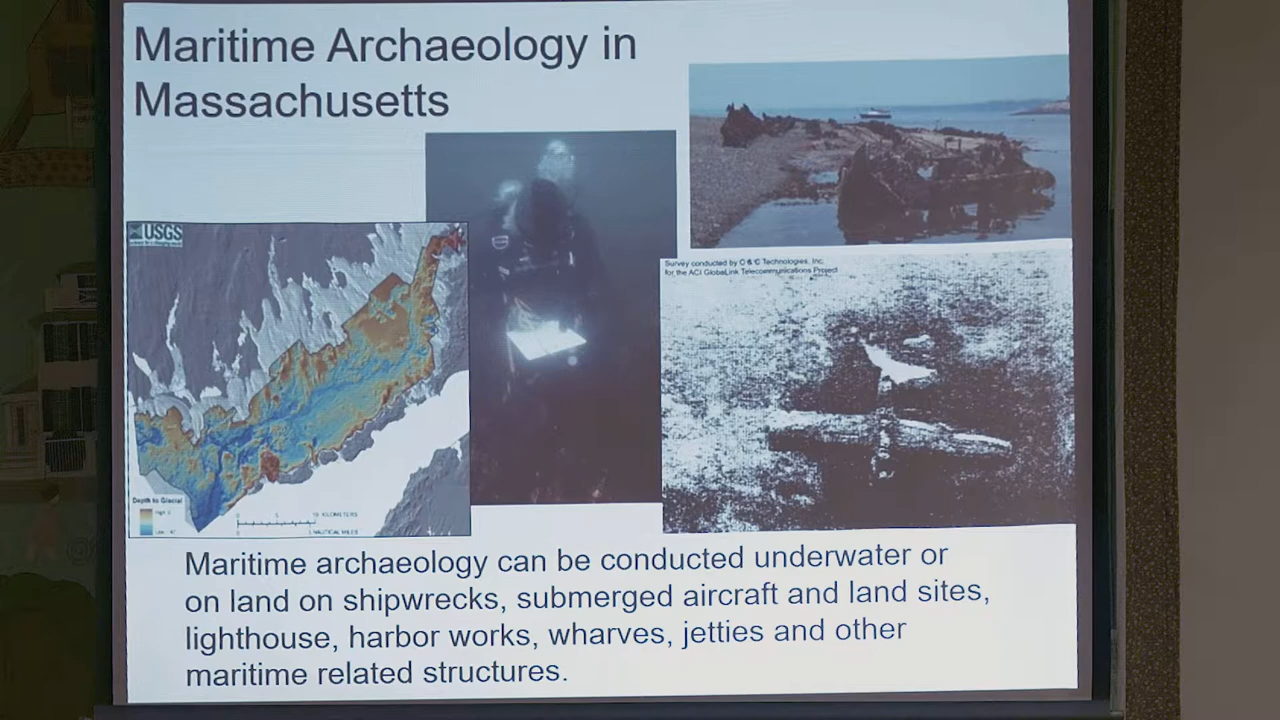 Maritime Archaeology in
Massachusetts
USGS
Survey conducted by C & C Technologies, Inc.
for the ACI GlobaLink Telecommunications Project
Depth to Glacial
KILOMETERS
NAUTICAL MILES
Maritime archaeology can be conducted underwater or
on land on shipwrecks, submerged aircraft and land sites,
lighthouse, harbor works, wharves, jetties and other
maritime related structures.